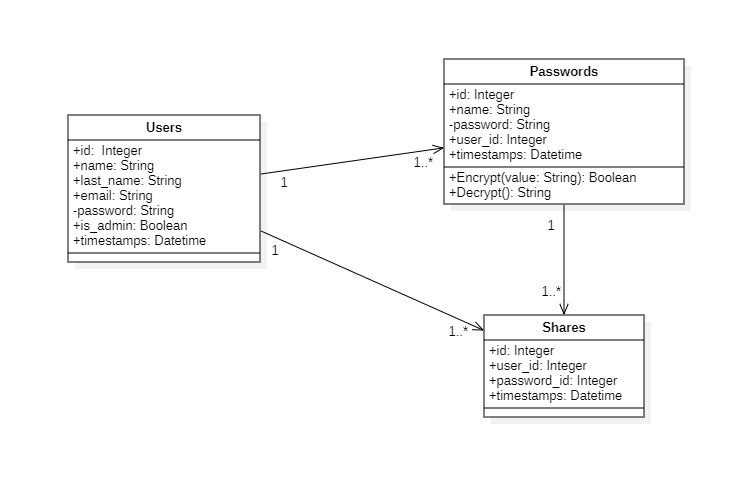 Users
+id: Integer
+name: String
+last_name: String
+email: String
-password: String
+is_admin: Boolean
+timestamps: Datetime
Passwords
+id: Integer
+name: String
-password: String
+user_id: Integer
+timestamps: Datetime
+Encrypt(value: String): Boolean
+Decrypt(): String
1
1..*
1
1..*
1
1..*
Shares
+id: Integer
+user_id: Integer
+password_id: Integer
+timestamps: Datetime